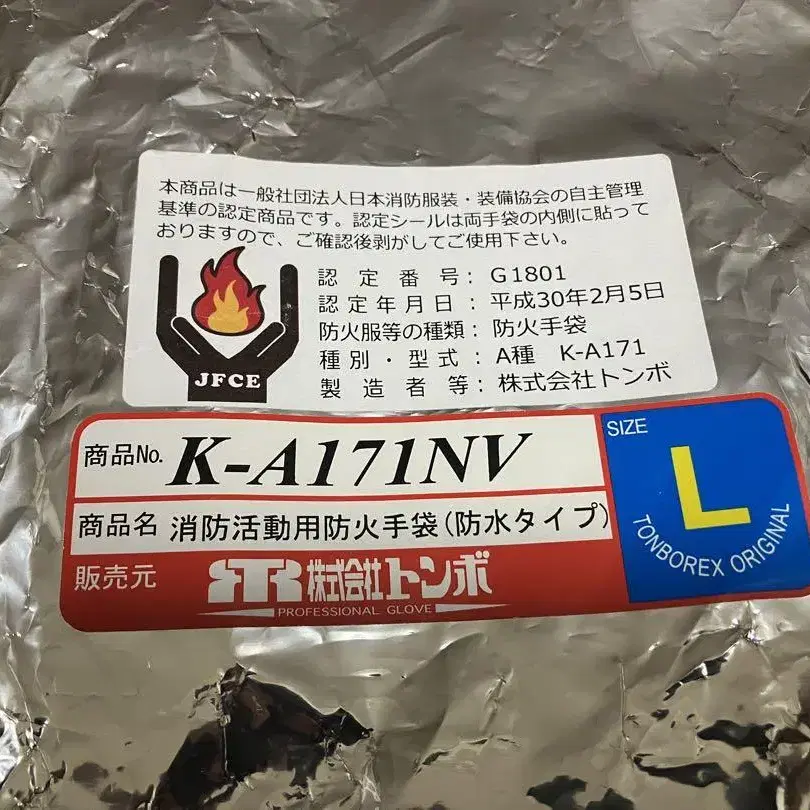 本商品は一般社団法人日本消防服装・装備協会の自主管理
基準の認定商品です。認定シールは両手袋の内側に貼って
おりますので、ご確認後剥がしてご使用下さい。
JFCE
認定番号：G1801
認定年月日：平成30年2月5日
防火服等の種類：防火手袋
種別・型式：A種 K-A171
製造者等：株式会社トンボ
商品No. K-A171NV
商品名 消防活動用防火手袋(防水タイプ)
販売元 株式会社トンボ
PROFESSIONAL GLOVE
SIZE
L
TONBOREX ORIGINAL